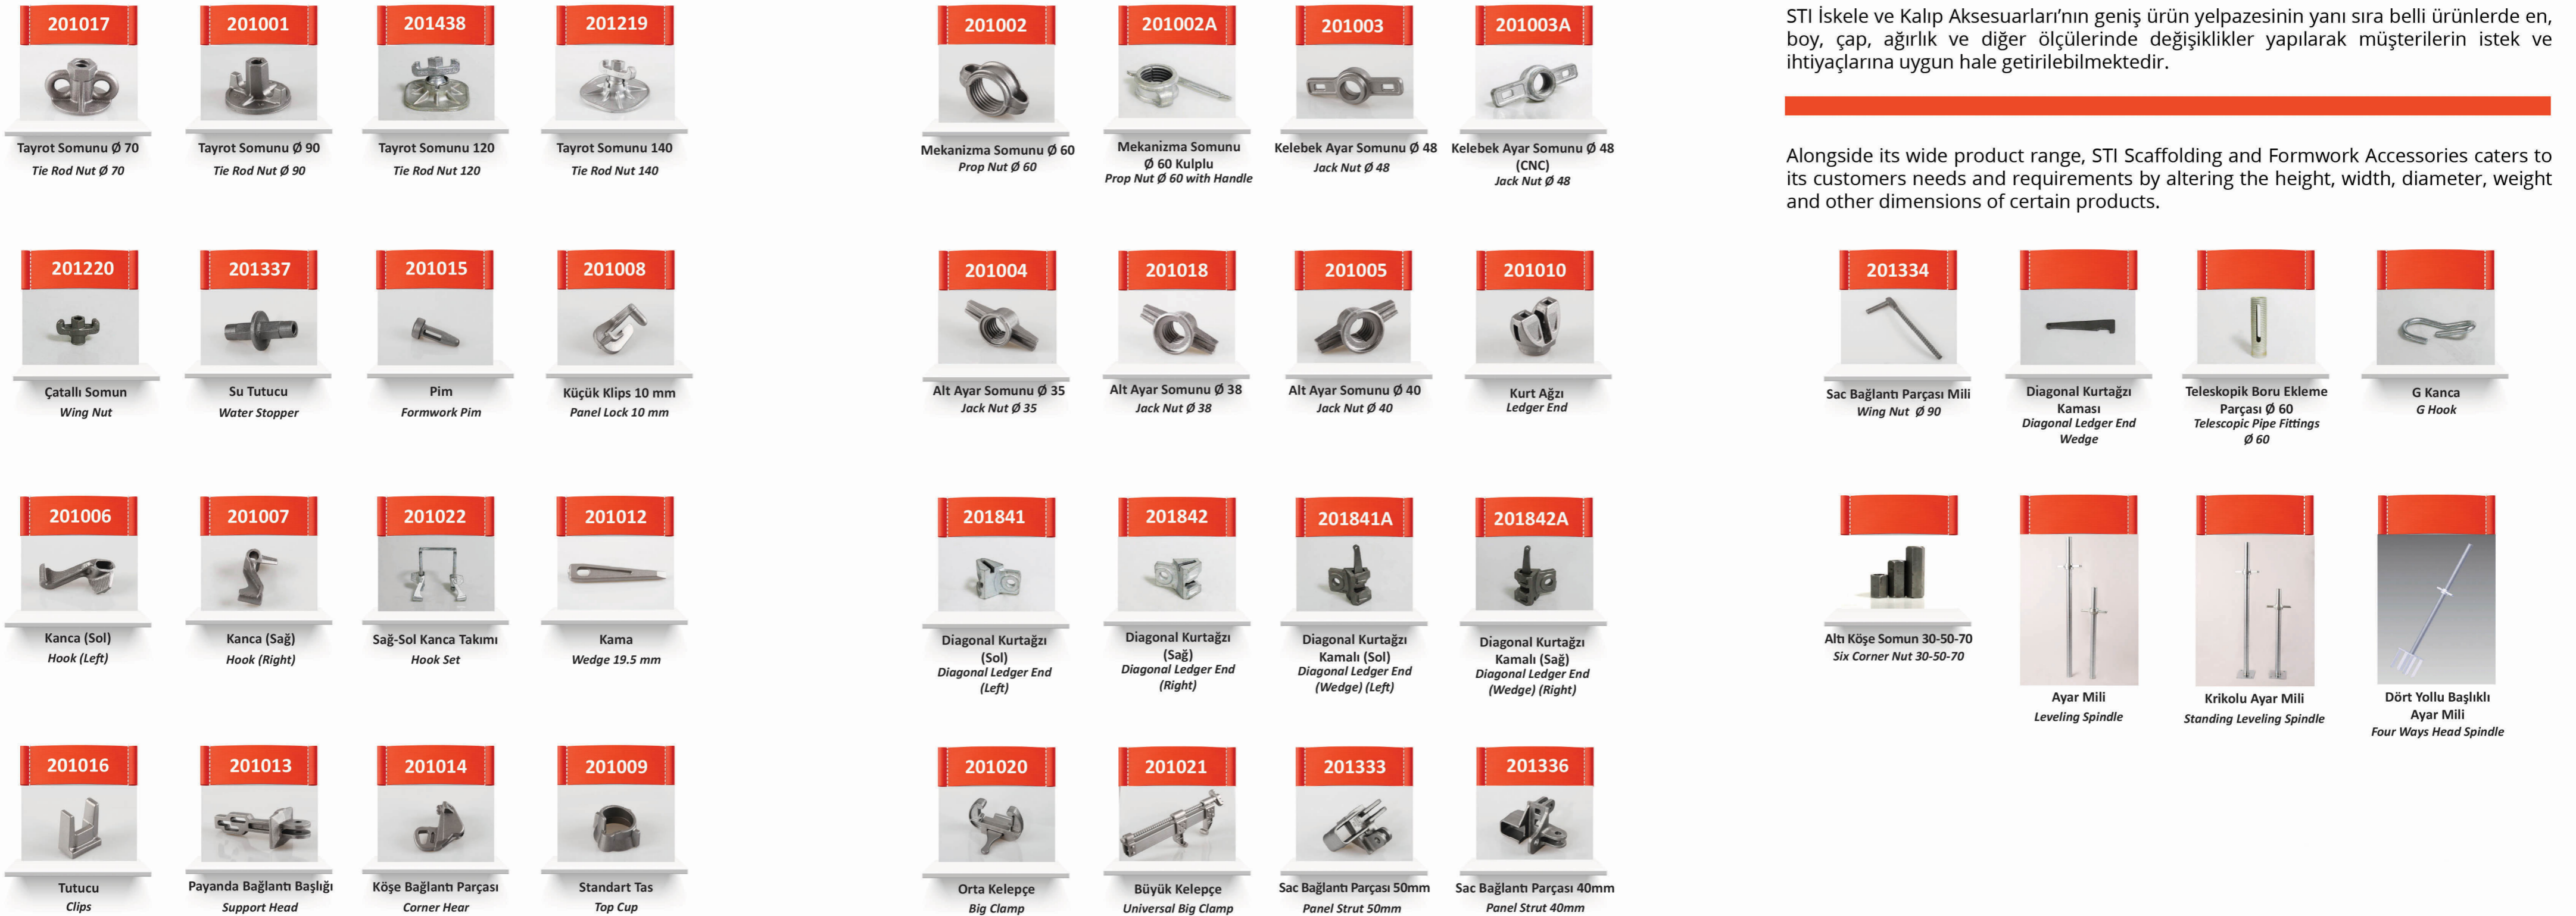 201017
Tayrot Somunu Ø 70
Tie Rod Nut Ø 70
201001
Tayrot Somunu Ø 90
Tie Rod Nut Ø 90
201438
Tayrot Somunu 120
Tie Rod Nut 120
201219
Tayrot Somunu 140
Tie Rod Nut 140
201220
Çatallı Somun
Wing Nut
201337
Su Tutucu
Water Stopper
201015
Pim
Formwork Pim
201008
Küçük Klips 10 mm
Panel Lock 10 mm
201006
Kanca (Sol)
Hook (Left)
201007
Kanca (Sağ)
Hook (Right)
201022
Sağ-Sol Kanca Takımı
Hook Set
201012
Kama
Wedge 19.5 mm
201016
Tutucu
Clips
201013
Payanda Bağlantı Başlığı
Support Head
201014
Köşe Bağlantı Parçası
Corner Hear
201009
Standart Tas
Top Cup
201002
Mekanizma Somunu Ø 60
Prop Nut Ø 60
201002A
Mekanizma Somunu
Ø 60 Kulplu
Prop Nut Ø 60 with Handle
201003
Kelebek Ayar Somunu Ø 48
Jack Nut Ø 48
201003A
Kelebek Ayar Somunu Ø 48
(CNC)
Jack Nut Ø 48
201004
Alt Ayar Somunu Ø 35
Jack Nut Ø 35
201018
Alt Ayar Somunu Ø 38
Jack Nut Ø 38
201005
Alt Ayar Somunu Ø 40
Jack Nut Ø 40
201010
Kurt Ağzı
Ledger End
201841
Diagonal Kurtağzı
(Sol)
Diagonal Ledger End
(Left)
201842
Diagonal Kurtağzı
(Sağ)
Diagonal Ledger End
(Right)
201841A
Diagonal Kurtağzı
Kamalı (Sol)
Diagonal Ledger End
(Wedge) (Left)
201842A
Diagonal Kurtağzı
Kamalı (Sağ)
Diagonal Ledger End
(Wedge) (Right)
201020
Orta Kelepçe
Big Clamp
201021
Büyük Kelepçe
Universal Big Clamp
201333
Sac Bağlantı Parçası 50mm
Panel Strut 50mm
201336
Sac Bağlantı Parçası 40mm
Panel Strut 40mm
STI İskele ve Kalıp Aksesuarları’nın geniş ürün yelpazesinin yanı sıra belli ürünlerde en,
boy, çap, ağırlık ve diğer ölçülerinde değişiklikler yapılarak müşterilerin istek ve
ihtiyaçlarına uygun hale getirilebilmektedir.
Alongside its wide product range, STI Scaffolding and Formwork Accessories caters to
its customers needs and requirements by altering the height, width, diameter, weight
and other dimensions of certain products.
201334
Sac Bağlantı Parçası Mili
Wing Nut Ø 90
Diagonal Kurtağzı
Kaması
Diagonal Ledger End
Wedge
Teleskopik Boru Ekleme
Parçası Ø 60
Telescopic Pipe Fittings
Ø 60
G Kanca
G Hook
Altı Köşe Somun 30-50-70
Six Corner Nut 30-50-70
Ayar Mili
Leveling Spindle
Krikolu Ayar Mili
Standing Leveling Spindle
Dört Yollu Başlıklı
Ayar Mili
Four Ways Head Spindle